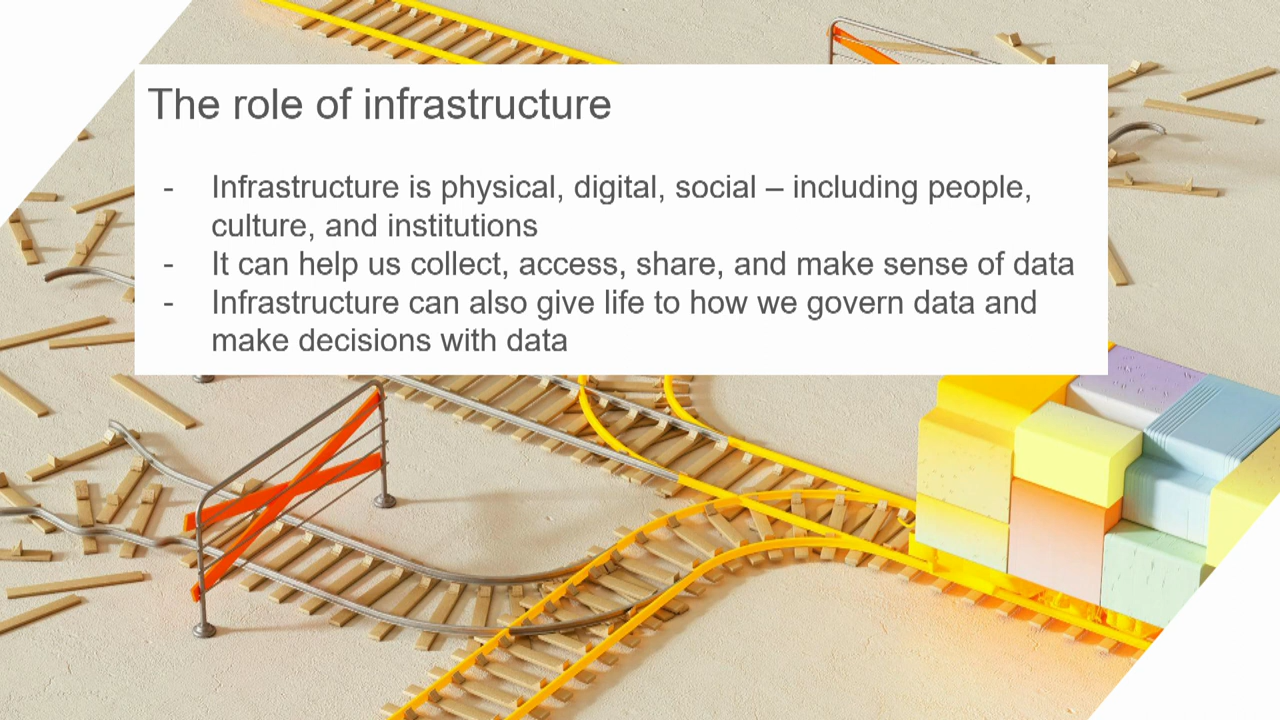 The role of infrastructure
- Infrastructure is physical, digital, social – including people,
culture, and institutions
- It can help us collect, access, share, and make sense of data
- Infrastructure can also give life to how we govern data and
make decisions with data